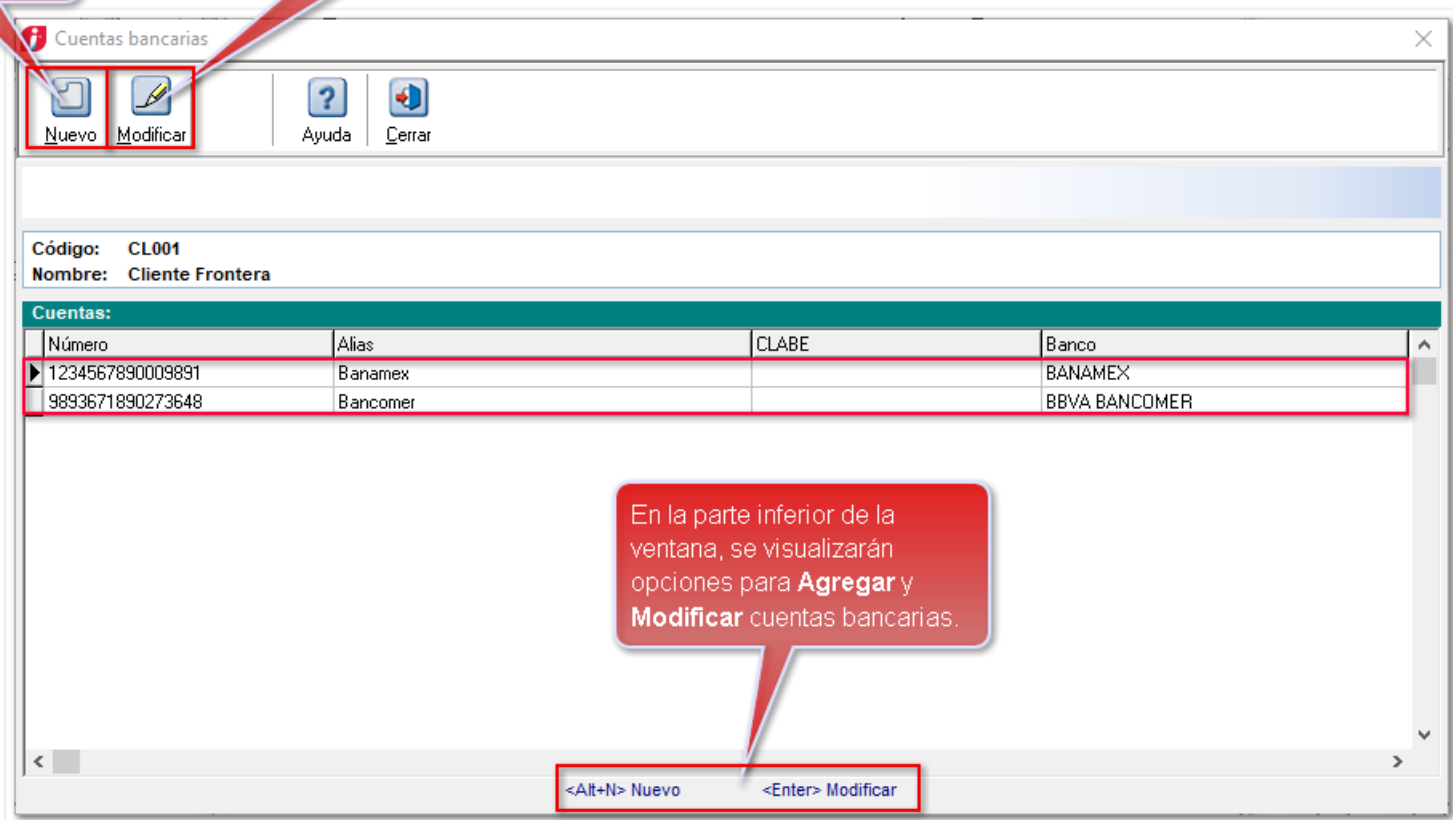 Cuentas bancarias
Nuevo Modificar Ayuda Cerrar
Código: CL001
Nombre: Cliente Frontera
Cuentas:
Número Alias CLABE Banco
1234567890009891 Banamex BANAMEX
9893671890273648 Bancomer BBVA BANCOMER
En la parte inferior de la
ventana, se visualizarán
opciones para Agregar y
Modificar cuentas bancarias.
<Alt+N> Nuevo <Enter> Modificar